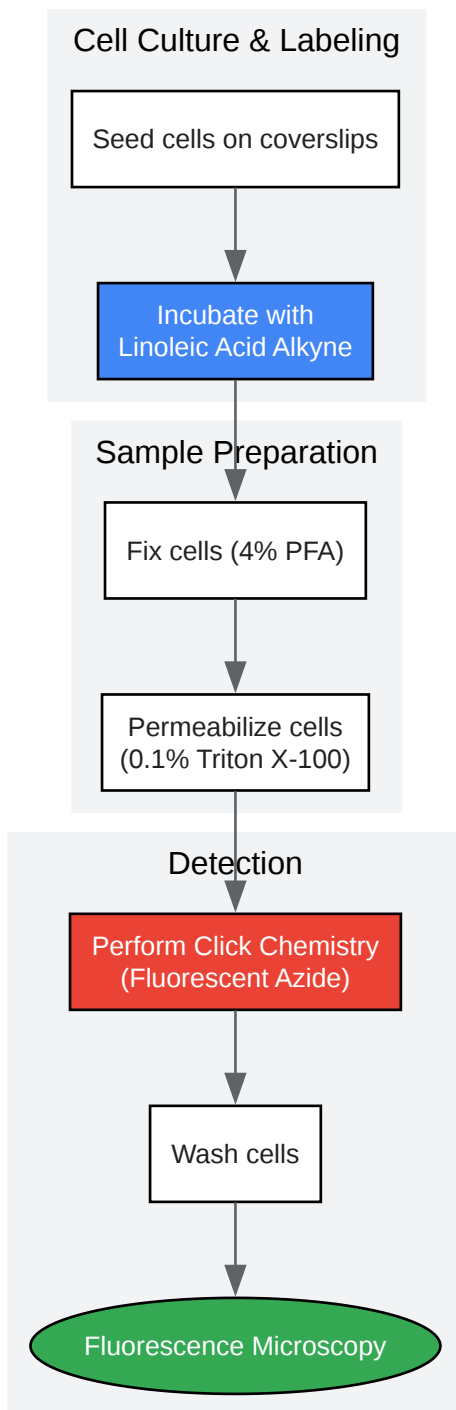 Cell Culture & Labeling
Seed cells on coverslips
Incubate with
Linoleic Acid Alkyne
Sample Preparation
Fix cells (4% PFA)
Permeabilize cells
(0.1% Triton X-100)
Detection
Perform Click Chemistry
(Fluorescent Azide)
Wash cells
Fluorescence Microscopy